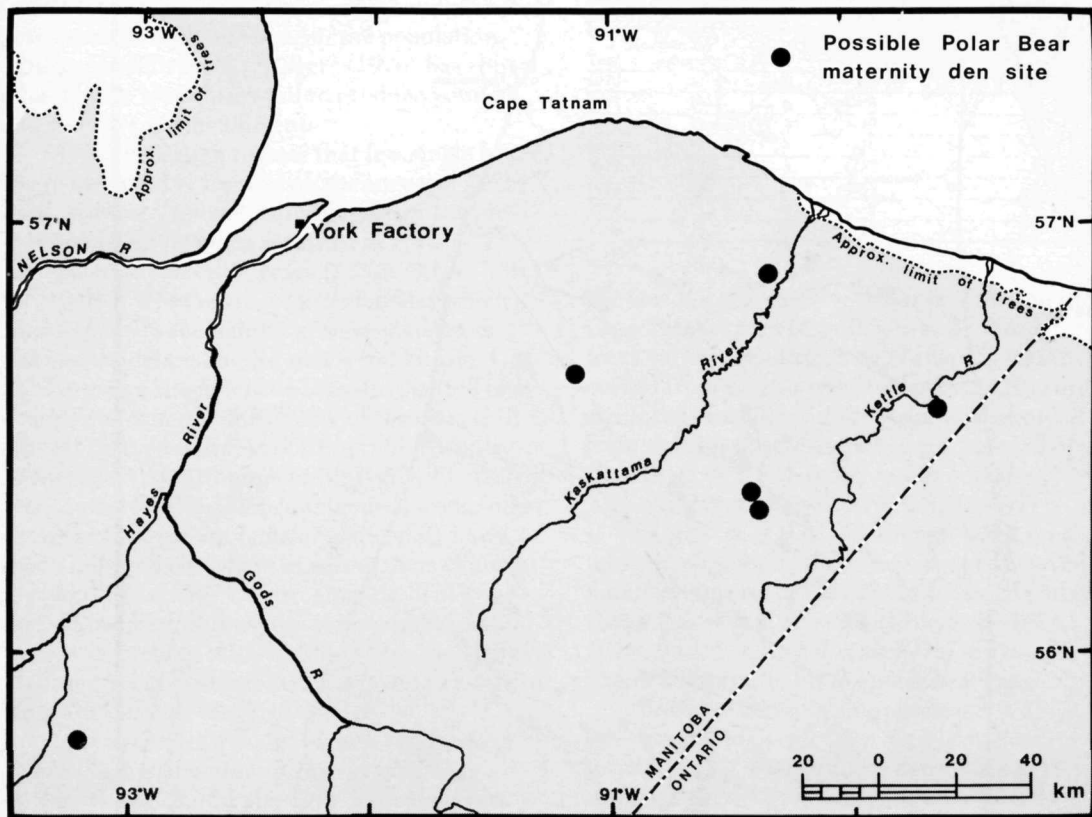 93°W
91°W
Possible Polar Bear
maternity den site
Approx. limit of trees
Cape Tatnam
57°N
57°N
York Factory
NELSON R
Approx. limit of trees
River
Kettle R
Hayes River
Kaskattama
N
Gods R
56°N
MANITOBA
ONTARIO
20 0 20 40
km
93°W
91°W